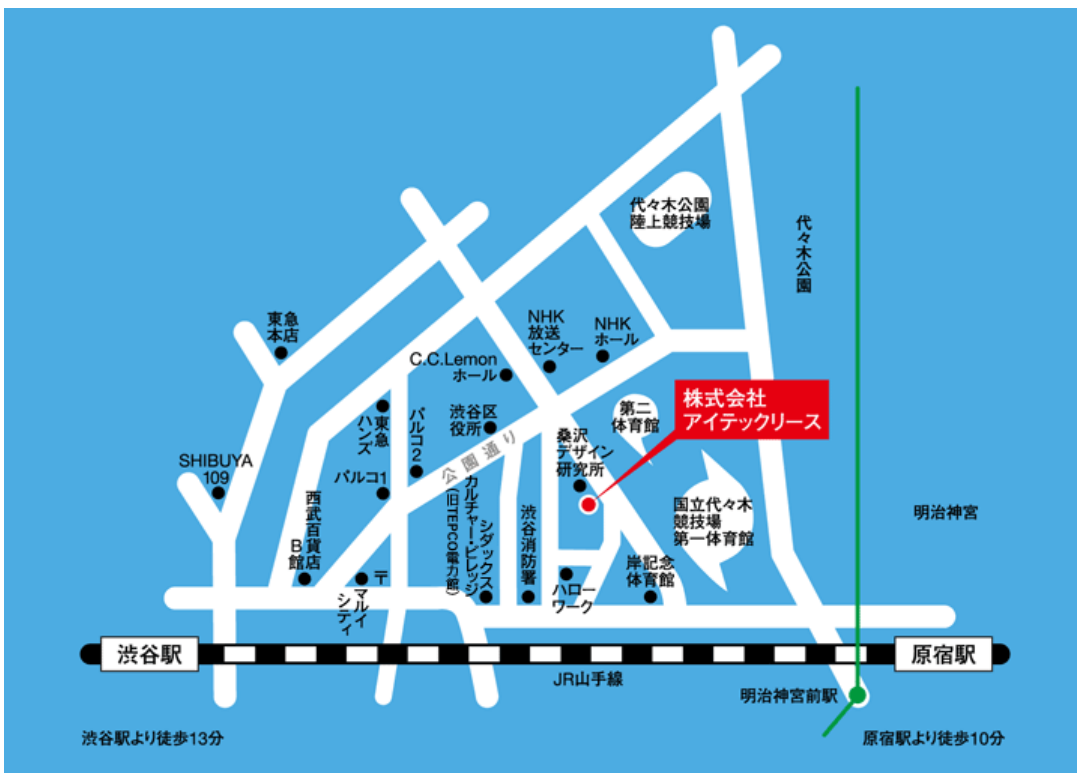 代々木公園
陸上競技場
代々木公園
東急
本店
NHK
放送
センター
NHK
ホール
C.C.Lemon
ホール
株式会社
アイテックリース
第二
体育館
東急
ハンズ
パルコ2
渋谷区
役所
公園通り
桑沢
デザイン
研究所
SHIBUYA
109
パルコ1
西武百貨店
B館
シダックス
カルチャー・ビレッジ
(旧TEPCO電力館)
渋谷消防署
国立代々木
競技場
第一体育館
明治神宮
岸記念
体育館
〒
マルイ
シティ
ハロー
ワーク
渋谷駅
原宿駅
JR山手線
明治神宮前駅
渋谷駅より徒歩13分
原宿駅より徒歩10分